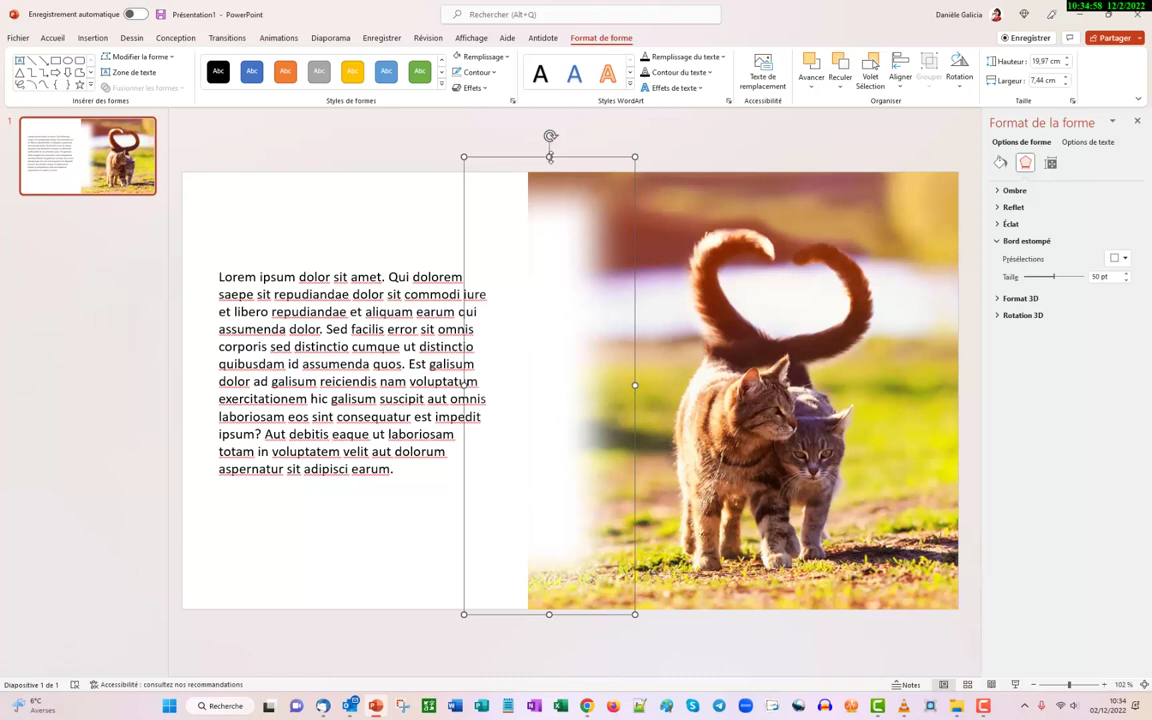 10:34:58 12/2/2022
Enregistrement automatique
Présentation1 - PowerPoint
Rechercher (Alt+Q)
Danièle Galicia
Fichier Accueil Insertion Dessin Conception Transitions Animations Diaporama Enregistrer Révision Affichage Aide Antidote Format de forme
Enregistrer
Partager
Modifier la forme
Zone de texte
Fusionner les formes
Insérer des formes
Abc Abc Abc Abc Abc Abc Abc
Remplissage
Contour
Effets
Styles de formes
A A A
Remplissage du texte
Contour du texte
Effets de texte
Styles WordArt
Texte de
remplacement
Accessibilité
Avancer
Reculer
Volet
Sélection
Aligner
Grouper
Rotation
Organiser
Hauteur : 19,97 cm
Largeur : 7,44 cm
Taille
1
Lorem ipsum dolor sit amet. Qui dolorem
saepe sit repudiandae dolor sit commodi iure
et libero repudiandae et aliquam earum qui
assumenda dolor. Sed facilis error sit omnis
corporis sed distinctio cumque ut distinctio
quibusdam id assumenda quos. Est galisum
dolor ad galisum reiciendis nam voluptatum
exercitationem hic galisum suscipit aut omnis
laboriosam eos sint consequatur est impedit
ipsum? Aut debitis eaque ut laboriosam
totam in voluptatem velit aut dolorum
aspernatur sit adipisci earum.
Format de la forme
Options de forme
Options de texte
Ombre
Reflet
Éclat
Bord estompé
Présélections
Taille
50 pt
Format 3D
Rotation 3D
Diapositive 1 de 1
Accessibilité : consultez nos recommandations
Notes
102 %
6°C
Averses
Recherche
10:34
02/12/2022